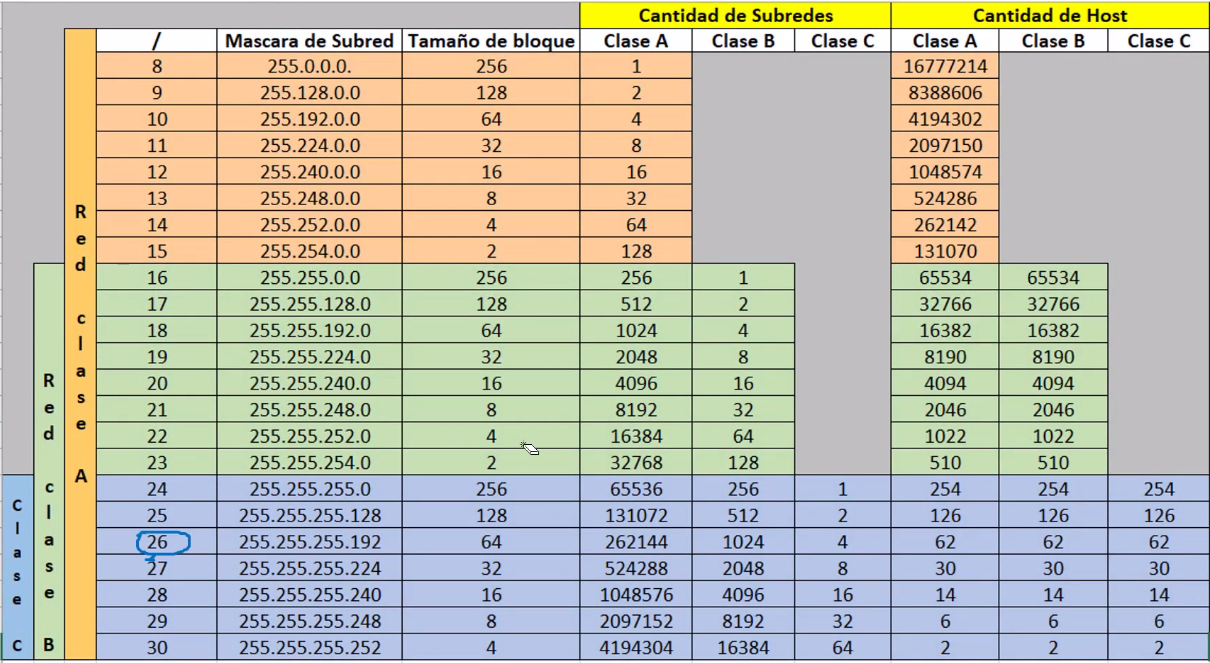 Cantidad de Subredes Cantidad de Host
/ Mascara de Subred Tamaño de bloque Clase A Clase B Clase C Clase A Clase B Clase C
8 255.0.0.0. 256 1 16777214
9 255.128.0.0 128 2 8388606
10 255.192.0.0 64 4 4194302
11 255.224.0.0 32 8 2097150
12 255.240.0.0 16 16 1048574
13 255.248.0.0 8 32 524286
14 255.252.0.0 4 64 262142
15 255.254.0.0 2 128 131070
16 255.255.0.0 256 256 1 65534 65534
17 255.255.128.0 128 512 2 32766 32766
18 255.255.192.0 64 1024 4 16382 16382
19 255.255.224.0 32 2048 8 8190 8190
20 255.255.240.0 16 4096 16 4094 4094
21 255.255.248.0 8 8192 32 2046 2046
22 255.255.252.0 4 16384 64 1022 1022
23 255.255.254.0 2 32768 128 510 510
24 255.255.255.0 256 65536 256 1 254 254 254
25 255.255.255.128 128 131072 512 2 126 126 126
26 255.255.255.192 64 262144 1024 4 62 62 62
27 255.255.255.224 32 524288 2048 8 30 30 30
28 255.255.255.240 16 1048576 4096 16 14 14 14
29 255.255.255.248 8 2097152 8192 32 6 6 6
30 255.255.255.252 4 4194304 16384 64 2 2 2
Red clase A
Red clase B
Clase C